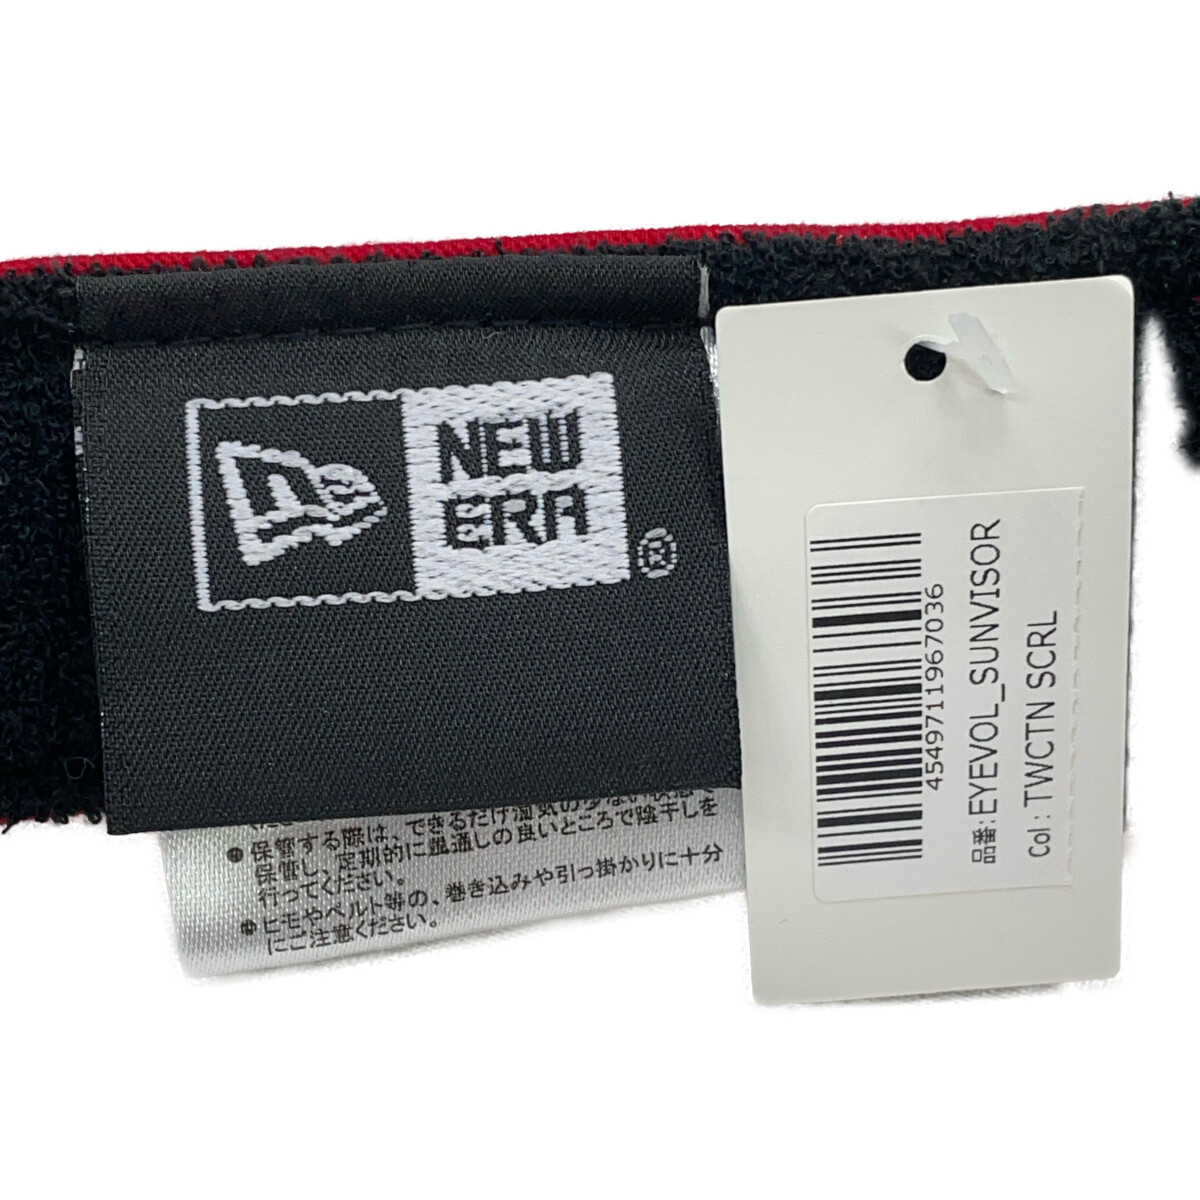 NEW
ERA
®
● 保管する際は、できるだけ湿気の少ない状態で
保管し、定期的に風通しの良いところで陰干しを
行ってください。
● ヒモやベルト等の、巻き込みや引っ掛かりに十分
にご注意ください。
4549711967036
品番:EYEVOL_SUNVISOR
Col : TWCTN SCRL